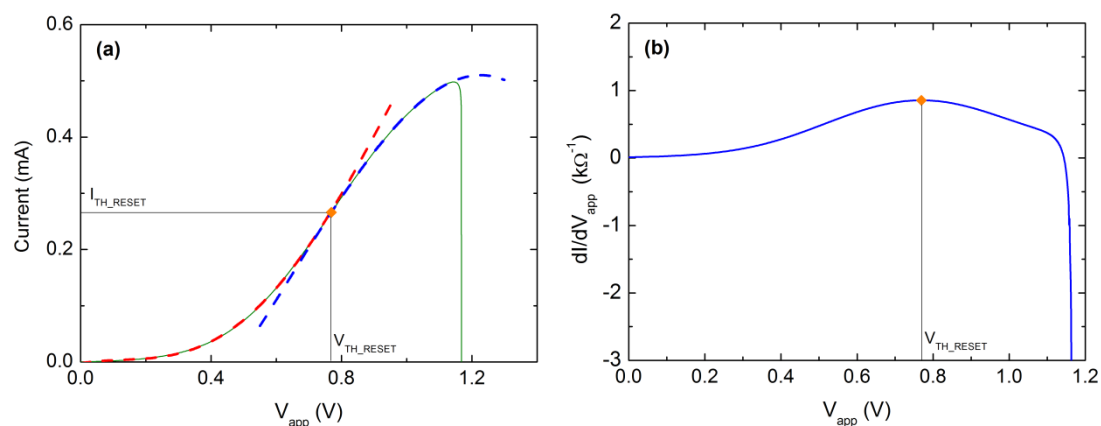 (a)
0.6
0.4
0.2
0.0
Current (mA)
I_TH_RESET
V_TH_RESET
0.0 0.4 0.8 1.2
V_app (V)
(b)
2
1
0
-1
-2
-3
dI/dV_app (kΩ⁻¹)
V_TH_RESET
0.0 0.2 0.4 0.6 0.8 1.0 1.2
V_app (V)